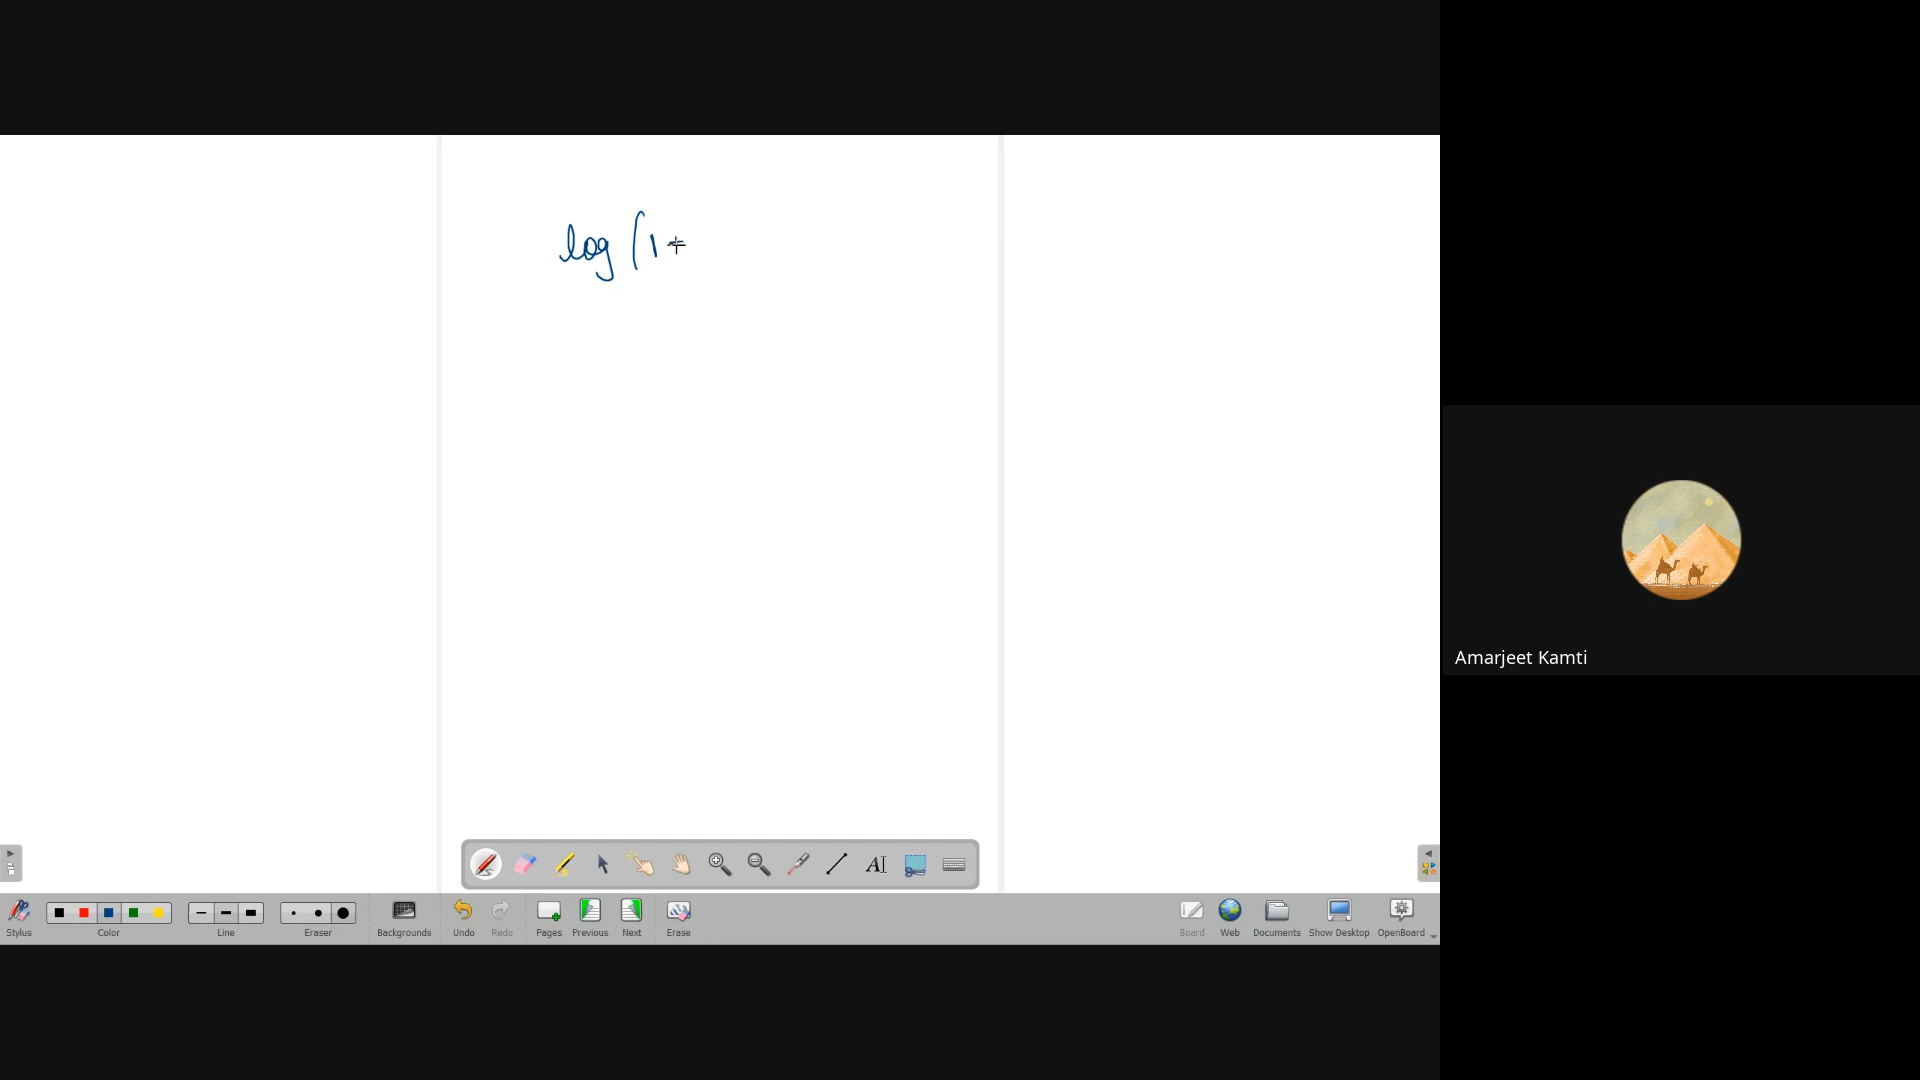 log (1+
Amarjeet Kamti
AI
Stylus
Color
Line
Eraser
Backgrounds
Undo
Redo
Pages
Previous
Next
Erase
Board
Web
Documents
Show Desktop
OpenBoard